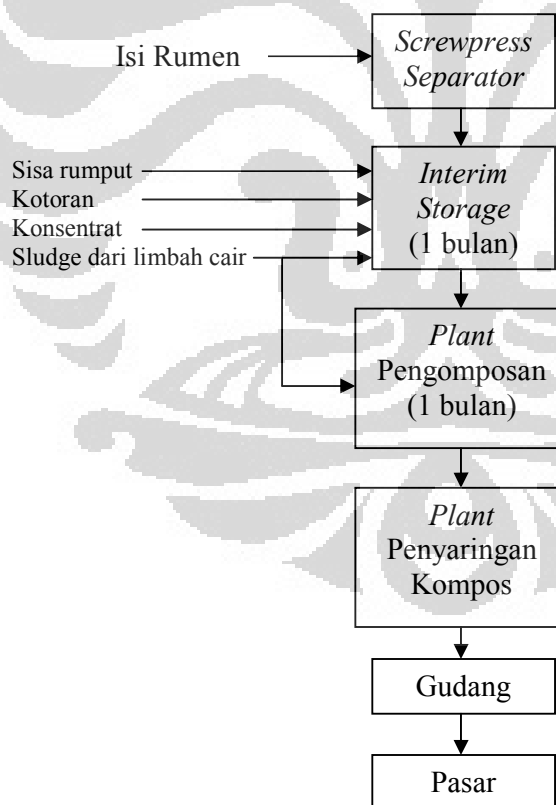 Isi Rumen
Screwpress
Separator
Sisa rumput
Kotoran
Konsentrat
Sludge dari limbah cair
Interim
Storage
(1 bulan)
Plant
Pengomposan
(1 bulan)
Plant
Penyaringan
Kompos
Gudang
Pasar